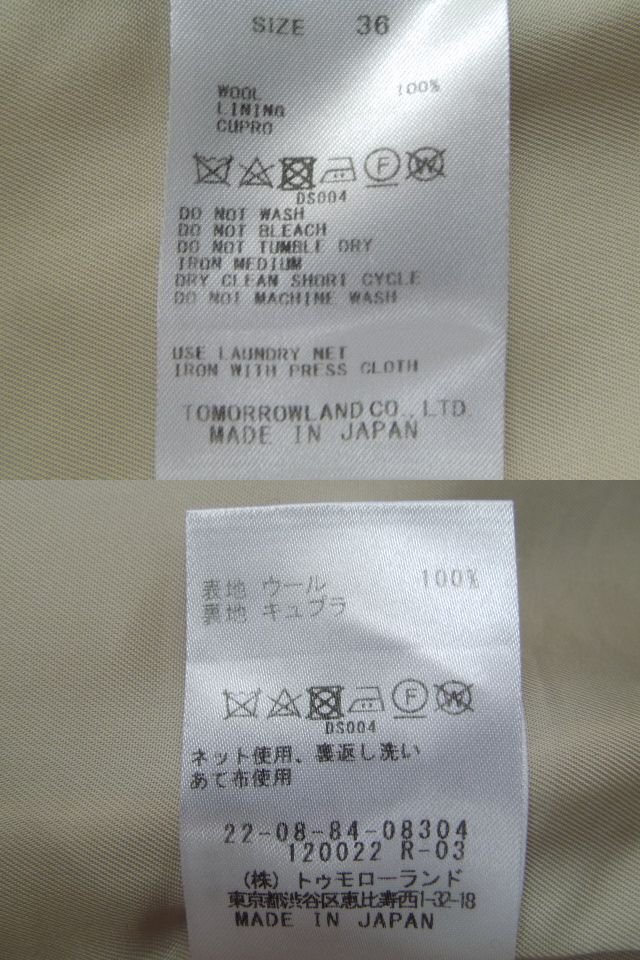 SIZE 36
WOOL 100%
LINING
CUPRO
F W
DS004
DO NOT WASH
DO NOT BLEACH
DO NOT TUMBLE DRY
IRON MEDIUM
DRY CLEAN SHORT CYCLE
DO NOT MACHINE WASH
USE LAUNDRY NET
IRON WITH PRESS CLOTH
TOMORROWLAND CO., LTD.
MADE IN JAPAN
表地 ウール 100%
裏地 キュプラ
F W
DS004
ネット使用、裏返し洗い
あて布使用
22-08-84-08304
120022 R-03
(株)トゥモローランド
東京都渋谷区恵比寿西1-32-18
MADE IN JAPAN